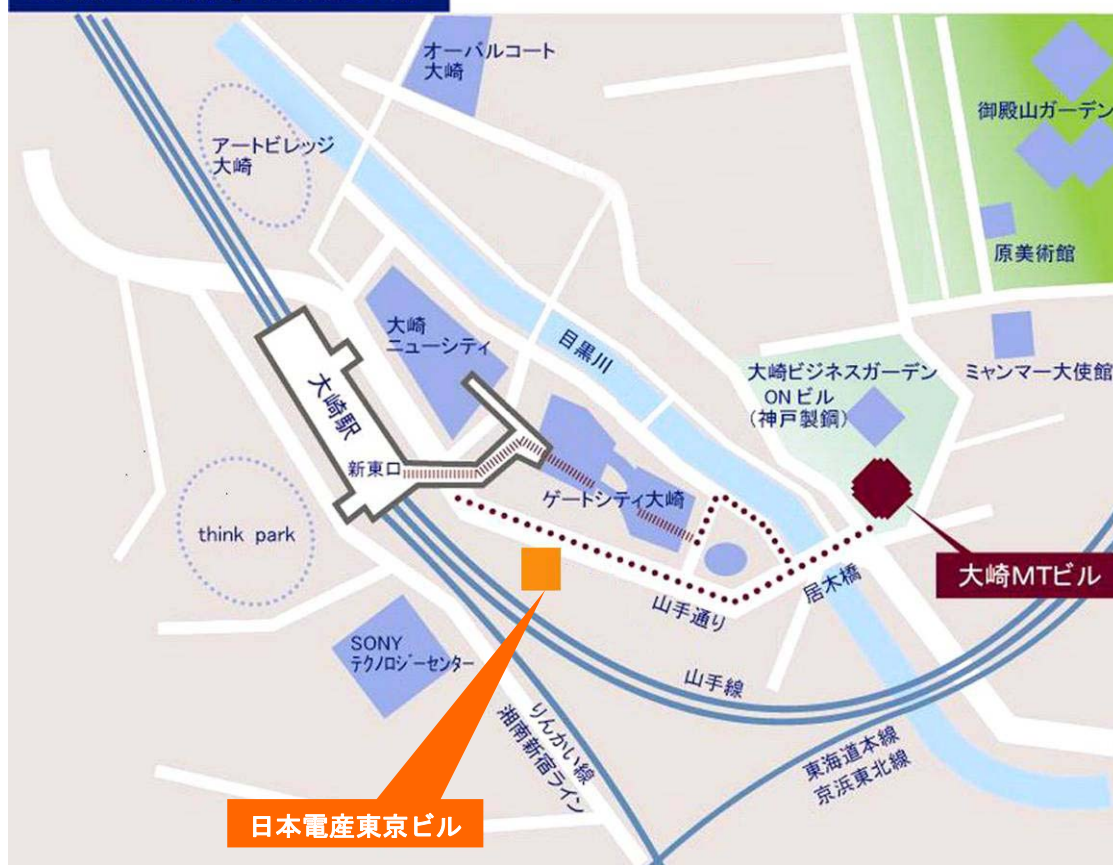 オーバルコート
大崎
御殿山ガーデン
アートビレッジ
大崎
原美術館
大崎
ニューシティ
目黒川
大崎ビジネスガーデン
ONビル
（神戸製鋼）
ミャンマー大使館
大崎駅
新東口
ゲートシティ大崎
think park
大崎MTビル
居木橋
山手通り
SONY
テクノロジーセンター
山手線
りんかい線
湘南新宿ライン
東海道本線
京浜東北線
日本電産東京ビル